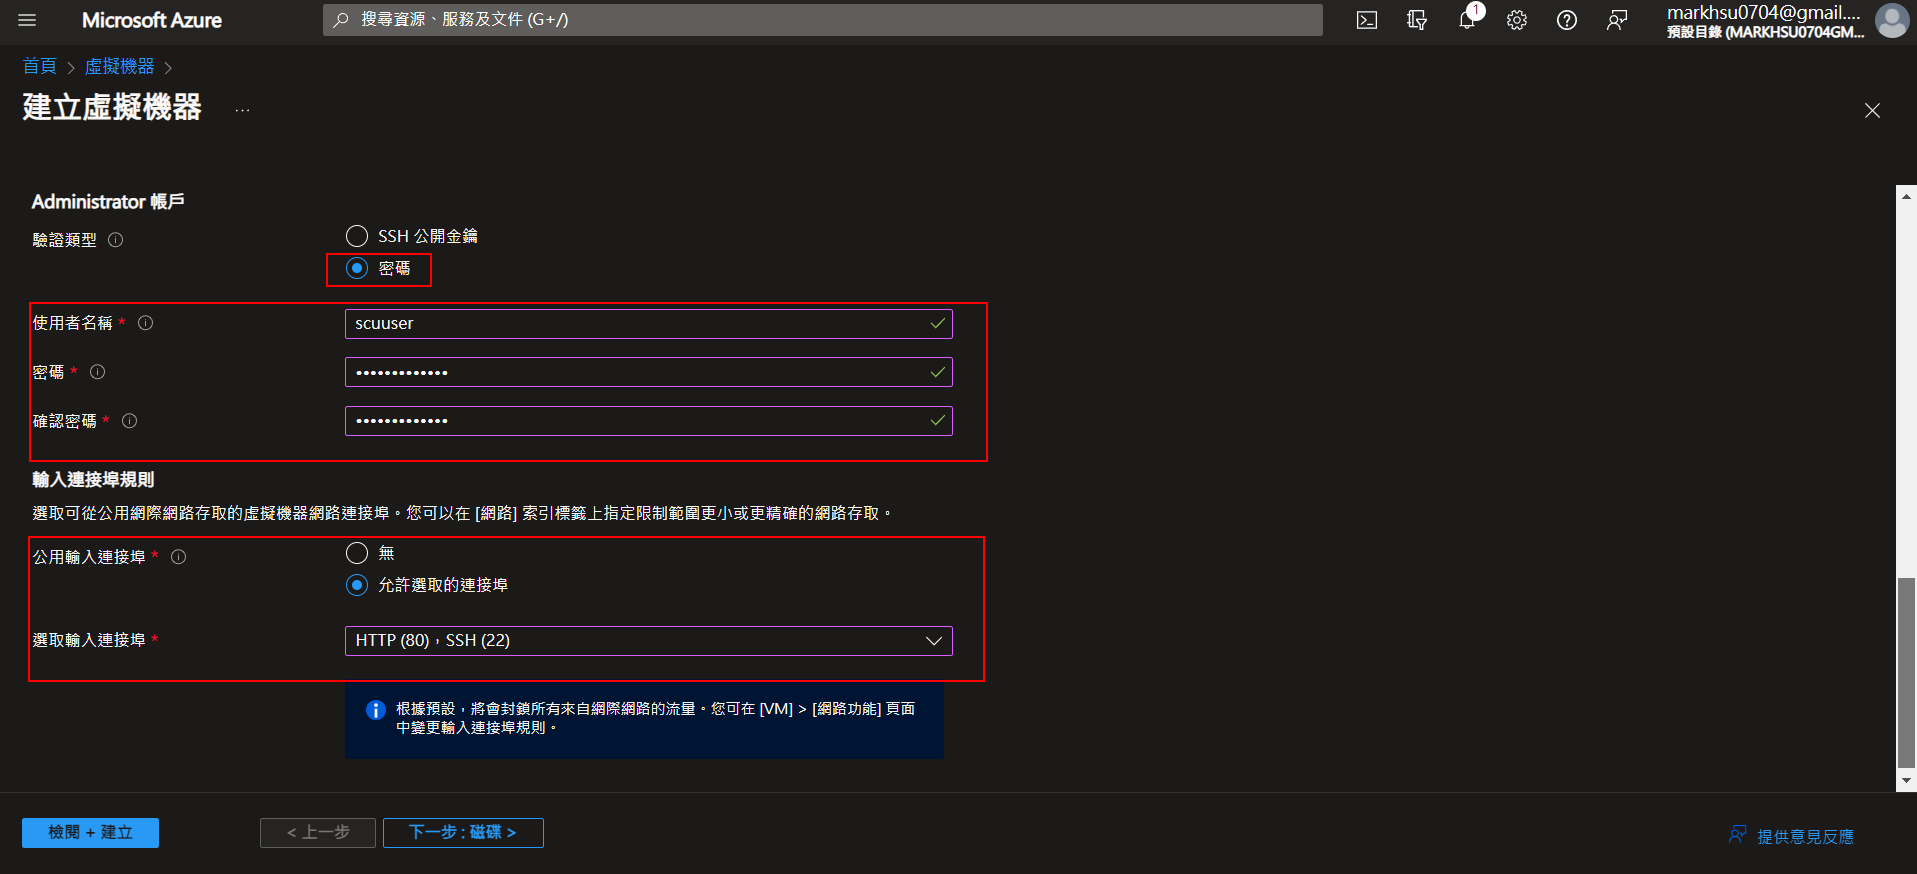 Microsoft Azure
搜尋資源、服務及文件 (G+/)
1
markhsu0704@gmail....
預設目錄 (MARKHSU0704GM...
首頁 > 虛擬機器 >
建立虛擬機器 ...
Administrator 帳戶
驗證類型
SSH 公開金鑰
密碼
使用者名稱 *
scuuser
密碼 *
•••••••••••••
確認密碼 *
•••••••••••••
輸入連接埠規則
選取可從公用網際網路存取的虛擬機器網路連接埠。您可以在 [網路] 索引標籤上指定限制範圍更小或更精確的網路存取。
公用輸入連接埠 *
無
允許選取的連接埠
選取輸入連接埠 *
HTTP (80),SSH (22)
根據預設,將會封鎖所有來自網際網路的流量。您可在 [VM] > [網路功能] 頁面
中變更輸入連接埠規則。
檢閱 + 建立
< 上一步
下一步 : 磁碟 >
提供意見反應